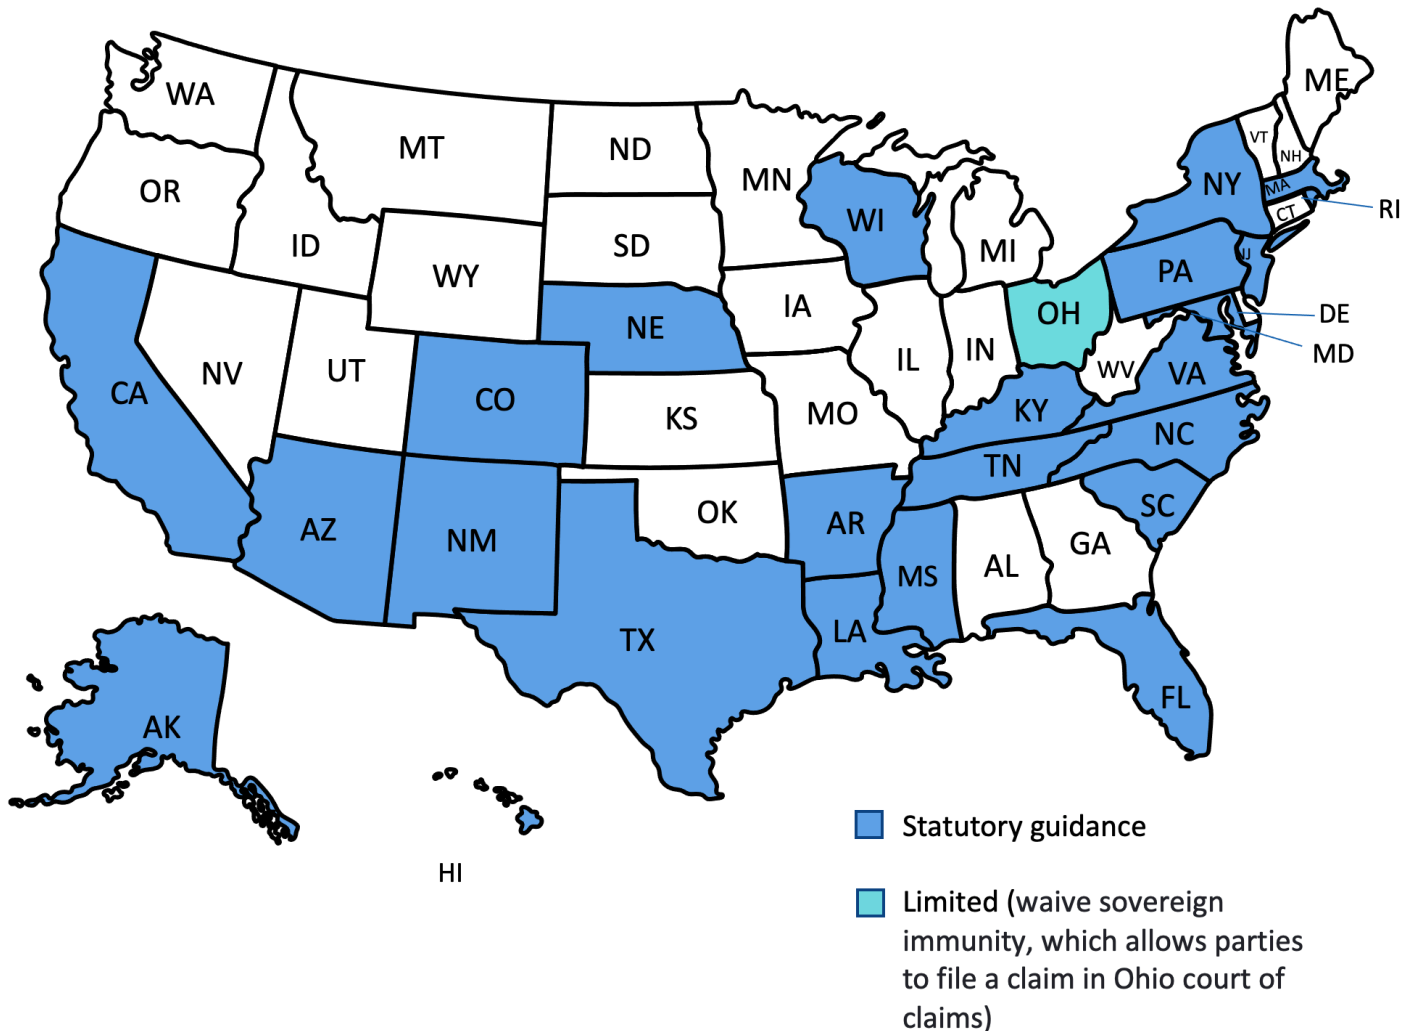 ME
WA
VT
MT
ND
NH
MN
NY
MA
OR
RI
WI
CT
ID
SD
MI
NJ
PA
WY
IA
OH
DE
NE
MD
IL
IN
NV
UT
WV
VA
CA
CO
KY
KS
MO
NC
TN
SC
OK
AR
AZ
NM
GA
AL
MS
LA
TX
FL
AK
Statutory guidance
HI
Limited (waive sovereign
immunity, which allows parties
to file a claim in Ohio court of
claims)